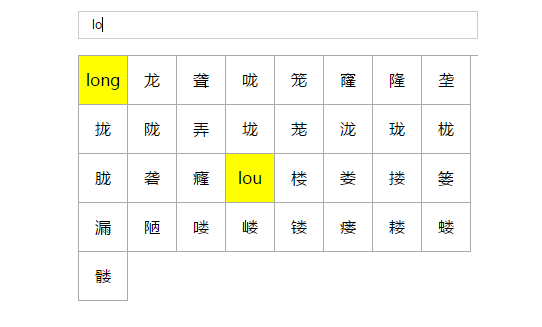 lo
long 龙 聋 咙 笼 窿 隆 垄
拢 陇 弄 垅 茏 泷 珑 栊
胧 砻 癃 lou 楼 娄 搂 篓
漏 陋 喽 嵝 镂 瘘 耧 蝼
髅